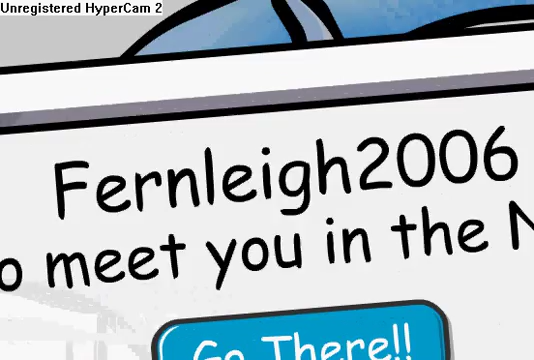 Unregistered HyperCam 2
Fernleigh2006
o meet you in the N
Go There!!